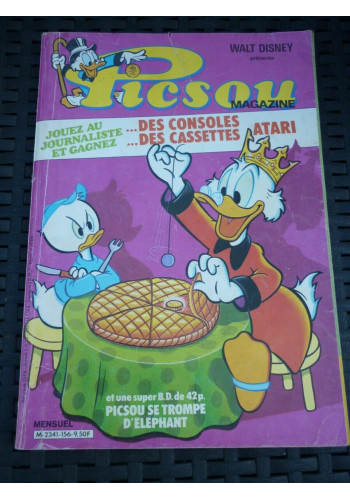 WALT DISNEY
présente
Picsou
MAGAZINE
JOUEZ AU
JOURNALISTE
ET GAGNEZ
...DES CONSOLES
...DES CASSETTES ATARI
et une super B.D. de 42 p.
PICSOU SE TROMPE
D'ELEPHANT
MENSUEL
M-2341-156-9,50F